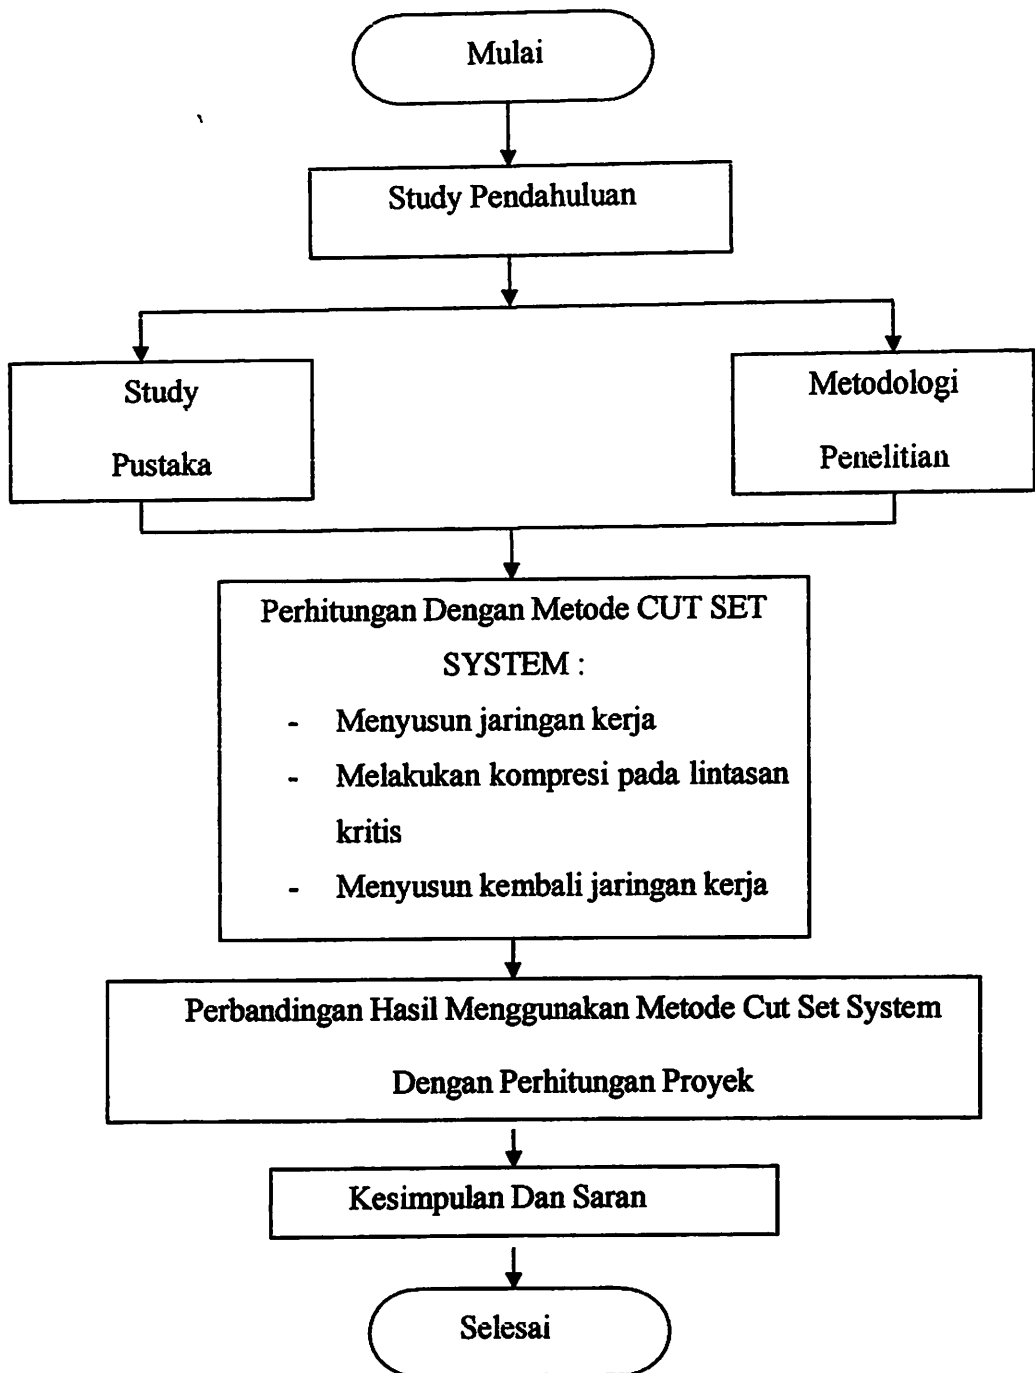 Mulai
Study Pendahuluan
Study
Pustaka
Metodologi
Penelitian
Perhitungan Dengan Metode CUT SET
SYSTEM :
- Menyusun jaringan kerja
- Melakukan kompresi pada lintasan
kritis
- Menyusun kembali jaringan kerja
Perbandingan Hasil Menggunakan Metode Cut Set System
Dengan Perhitungan Proyek
Kesimpulan Dan Saran
Selesai